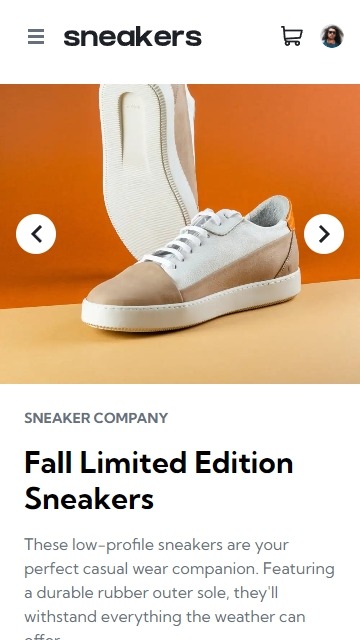 sneakers
SNEAKER COMPANY
Fall Limited Edition
Sneakers
These low-profile sneakers are your
perfect casual wear companion. Featuring
a durable rubber outer sole, they'll
withstand everything the weather can
offer.